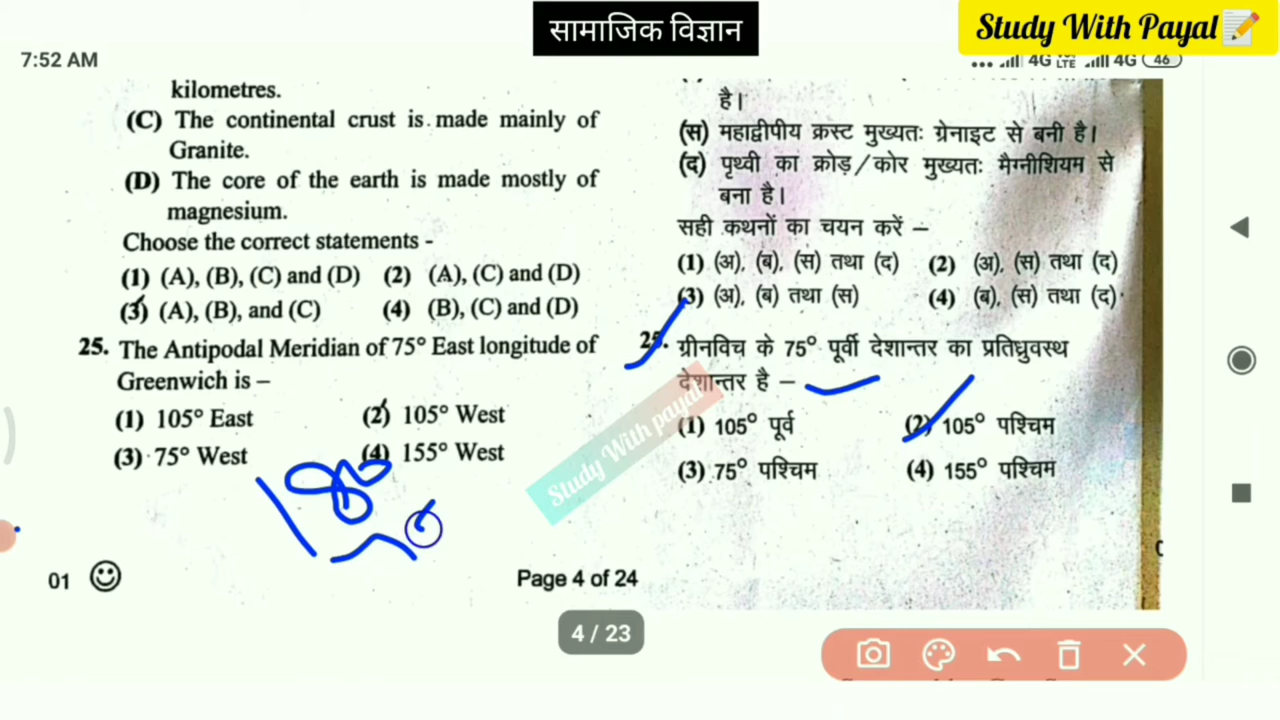 सामाजिक विज्ञान
Study With Payal
7:52 AM
4G VoLTE 4G 46
kilometres.
(C) The continental crust is made mainly of
Granite.
(D) The core of the earth is made mostly of
magnesium.
Choose the correct statements -
(1) (A), (B), (C) and (D) (2) (A), (C) and (D)
(3) (A), (B), and (C) (4) (B), (C) and (D)
25. The Antipodal Meridian of 75° East longitude of
Greenwich is –
(1) 105° East (2) 105° West
(3) 75° West (4) 155° West
180
01
Page 4 of 24
है।
(स) महाद्वीपीय क्रस्ट मुख्यतः ग्रेनाइट से बनी है।
(द) पृथ्वी का क्रोड़/कोर मुख्यतः मैग्नीशियम से
बना है।
सही कथनों का चयन करें –
(1) (अ), (ब), (स) तथा (द) (2) (अ), (स) तथा (द)
(3) (अ), (ब) तथा (स) (4) (ब), (स) तथा (द)
25. ग्रीनविच के 75° पूर्वी देशान्तर का प्रतिध्रुवस्थ
देशान्तर है –
(1) 105° पूर्व (2) 105° पश्चिम
(3) 75° पश्चिम (4) 155° पश्चिम
Study With payal
4 / 23